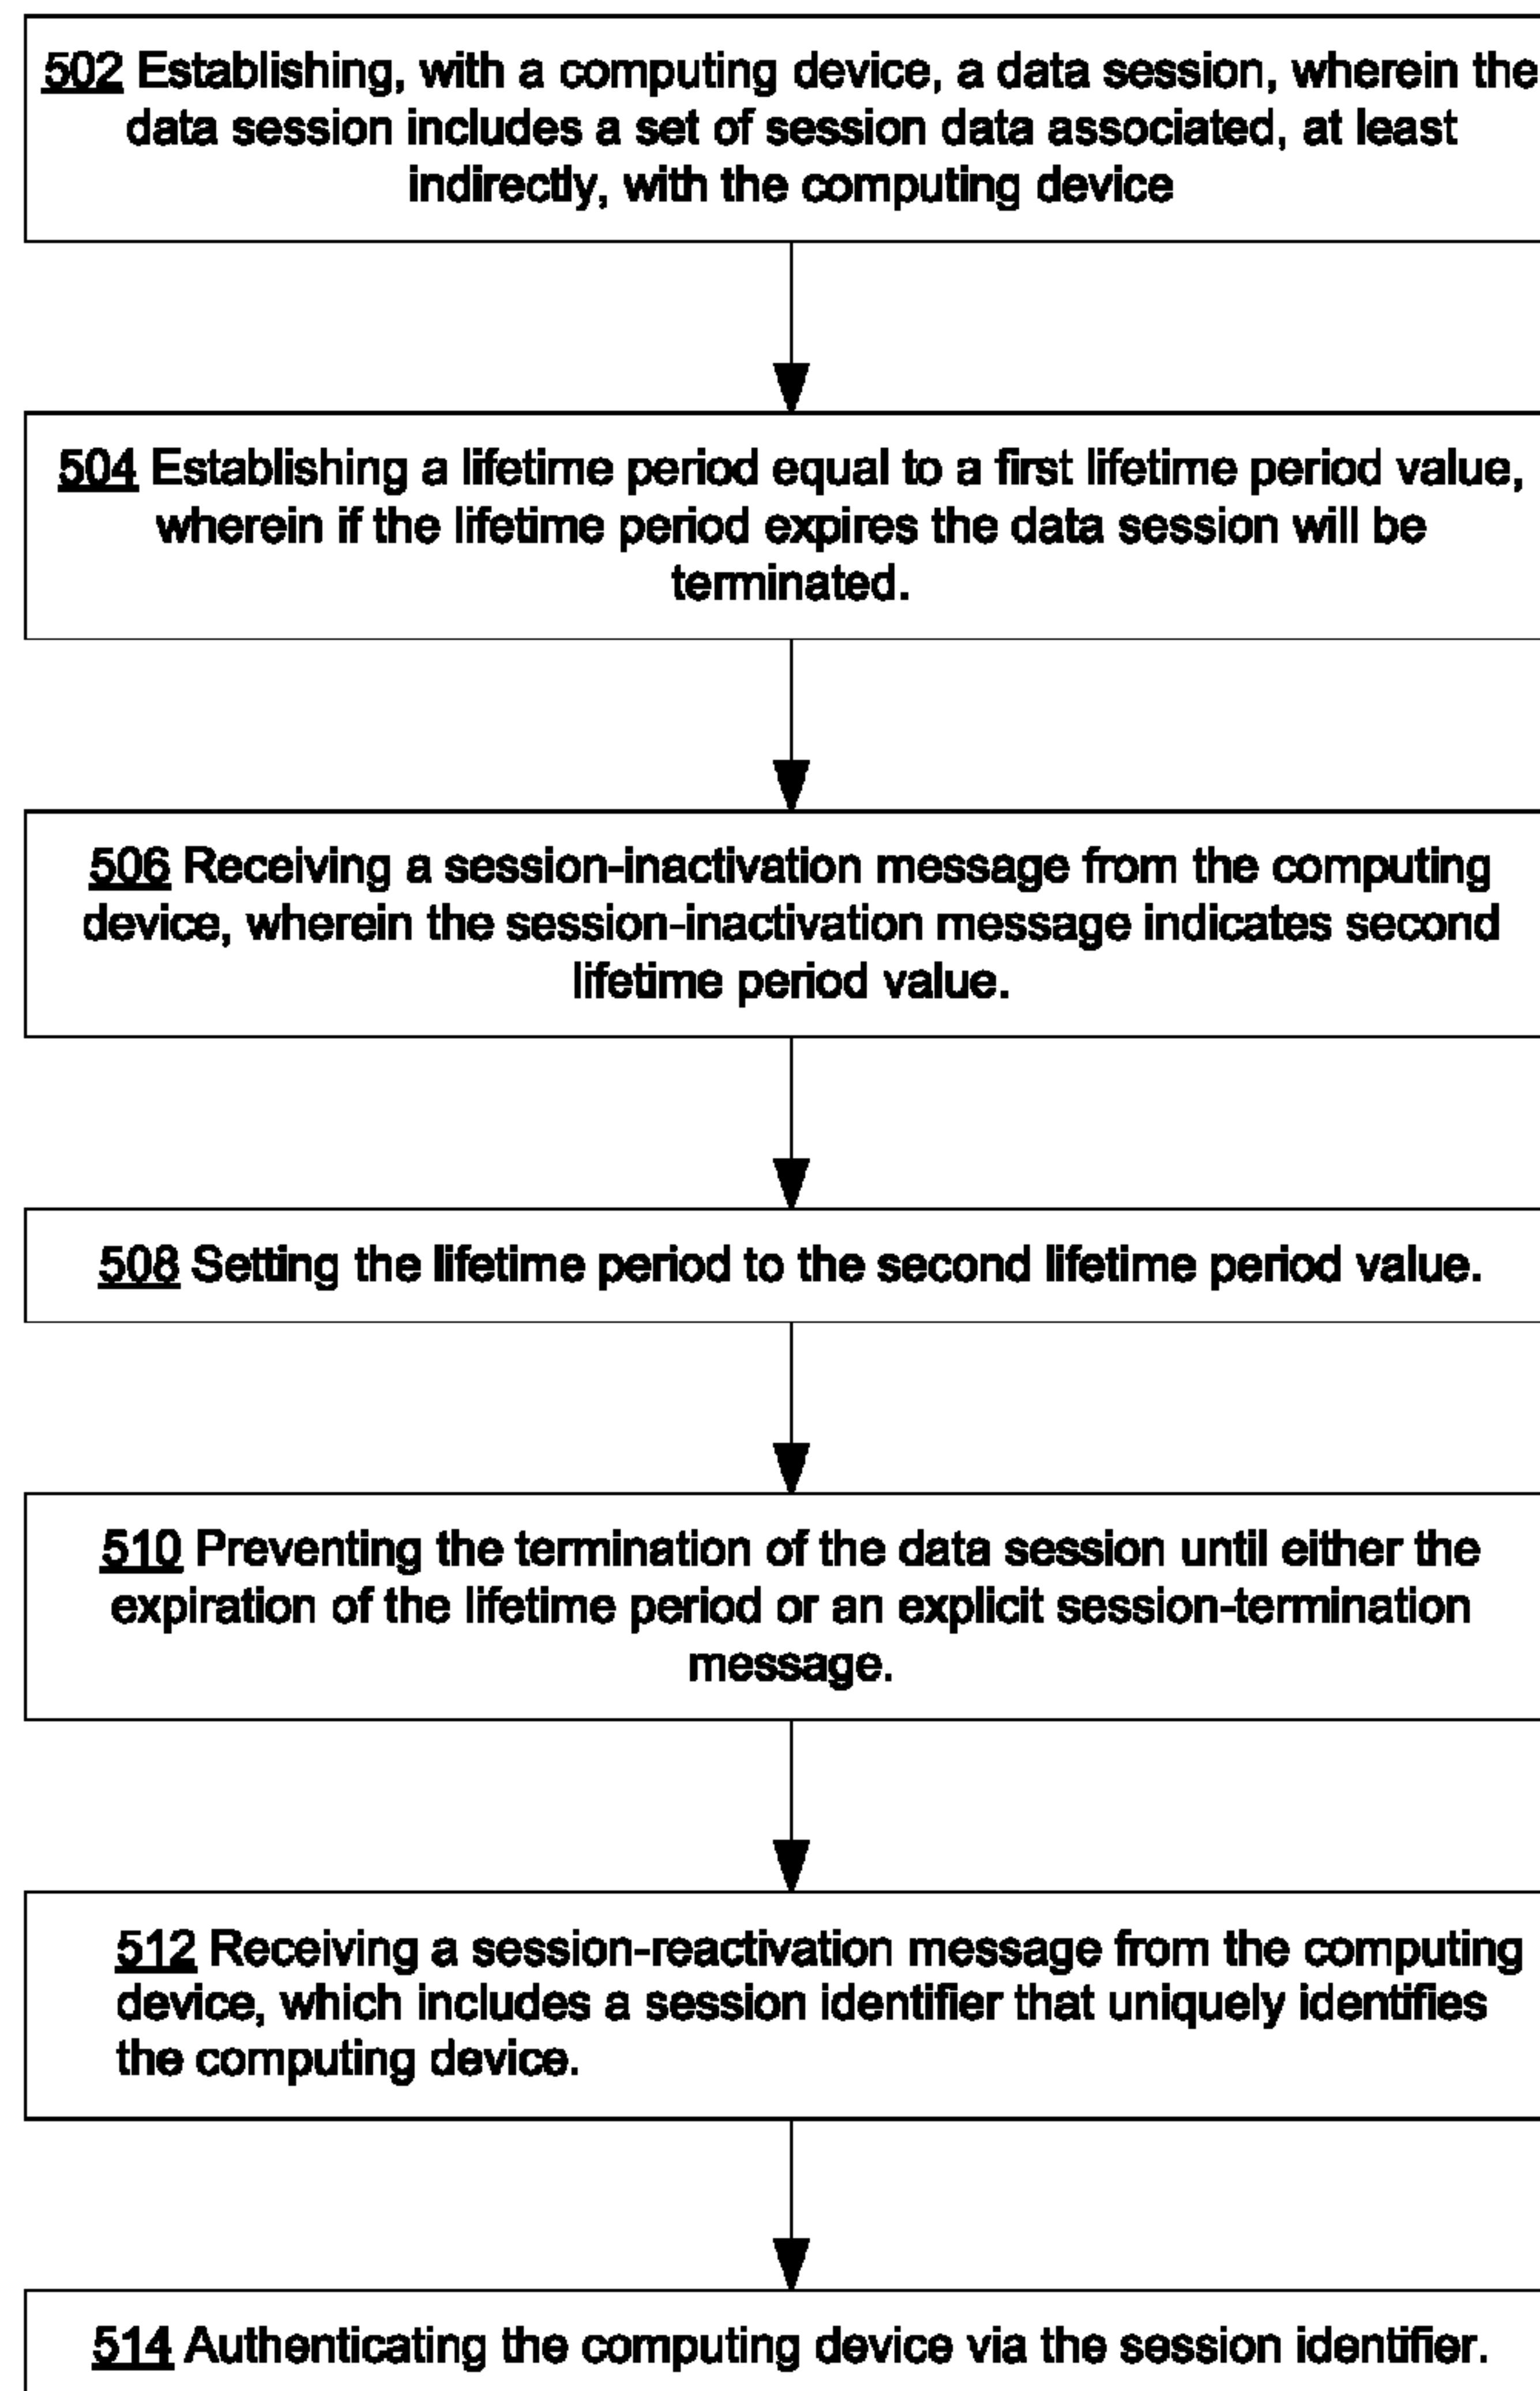 502 Establishing, with a computing device, a data session, wherein the
data session includes a set of session data associated, at least
indirectly, with the computing device
504 Establishing a lifetime period equal to a first lifetime period value,
wherein if the lifetime period expires the data session will be
terminated.
506 Receiving a session-inactivation message from the computing
device, wherein the session-inactivation message indicates second
lifetime period value.
508 Setting the lifetime period to the second lifetime period value.
510 Preventing the termination of the data session until either the
expiration of the lifetime period or an explicit session-termination
message.
512 Receiving a session-reactivation message from the computing
device, which includes a session identifier that uniquely identifies
the computing device.
514 Authenticating the computing device via the session identifier.